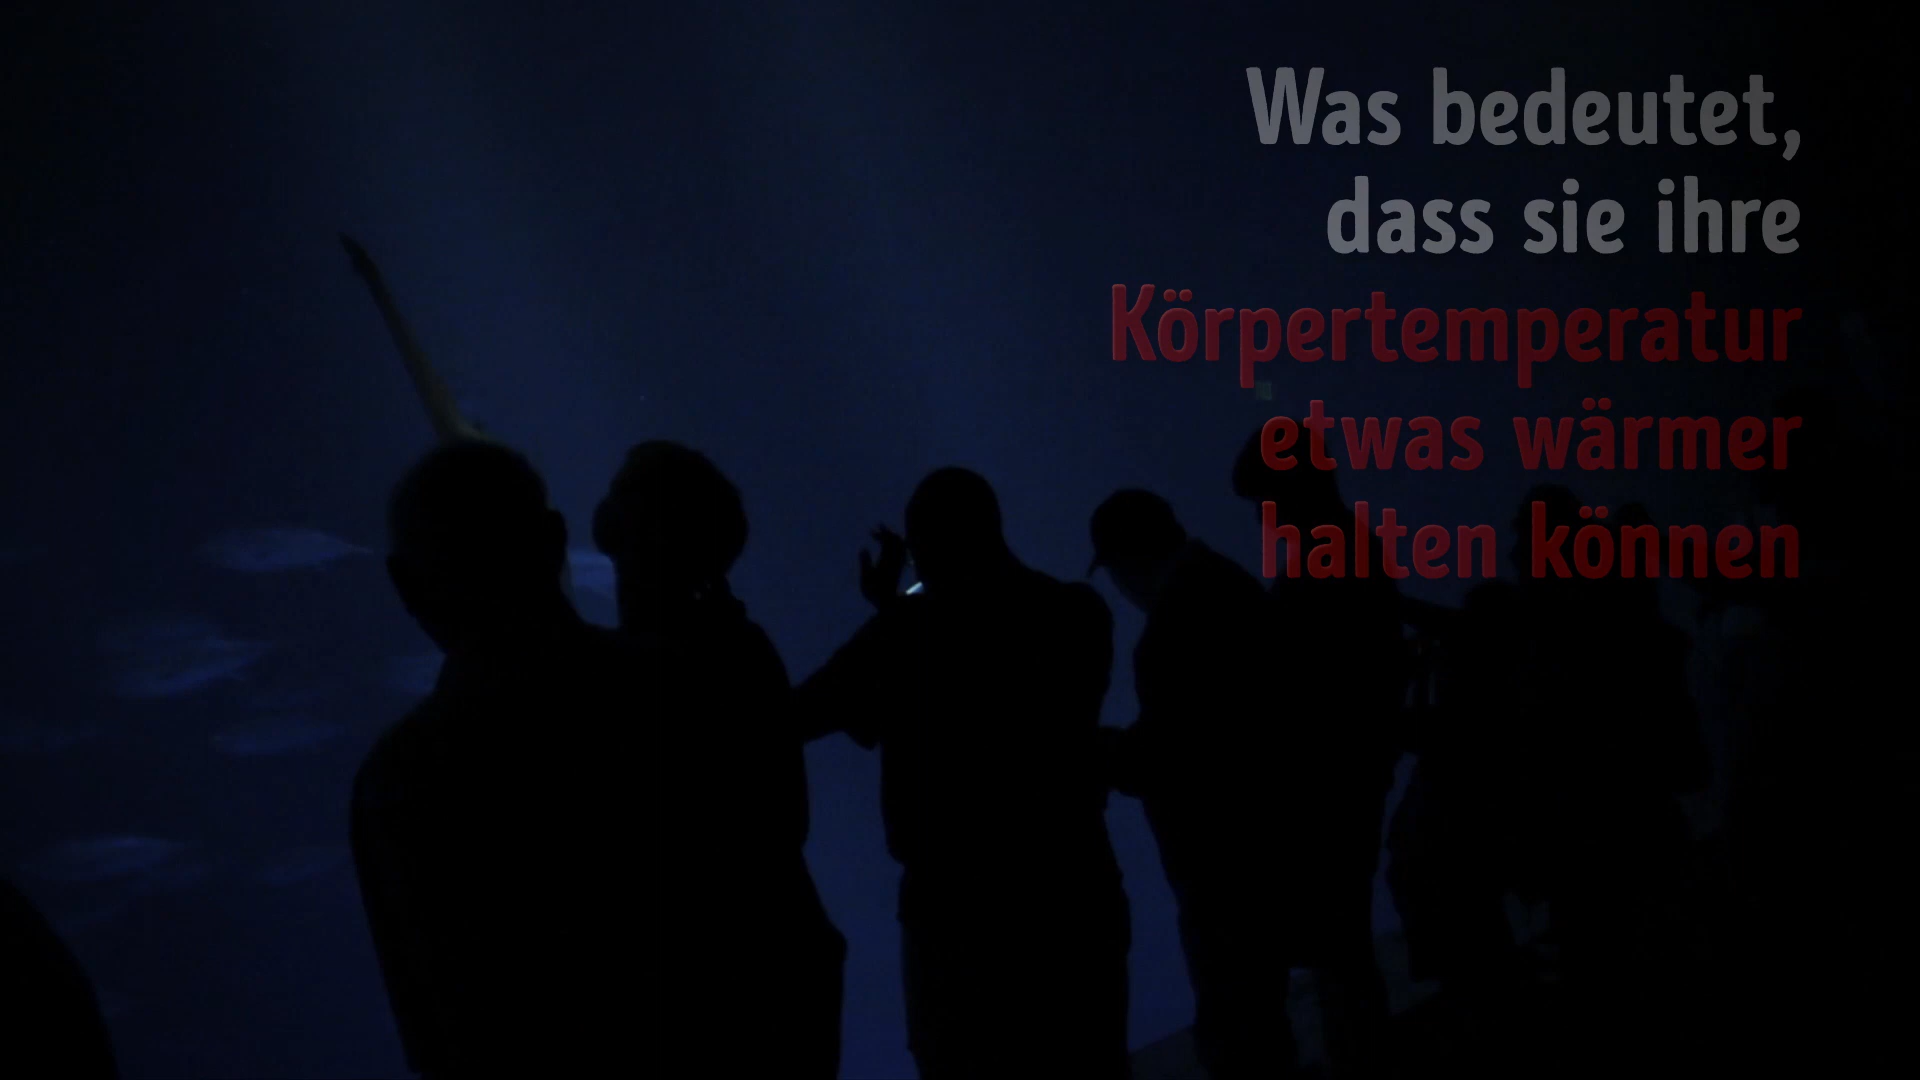 Was bedeutet,
dass sie ihre
Körpertemperatur
etwas wärmer
halten können